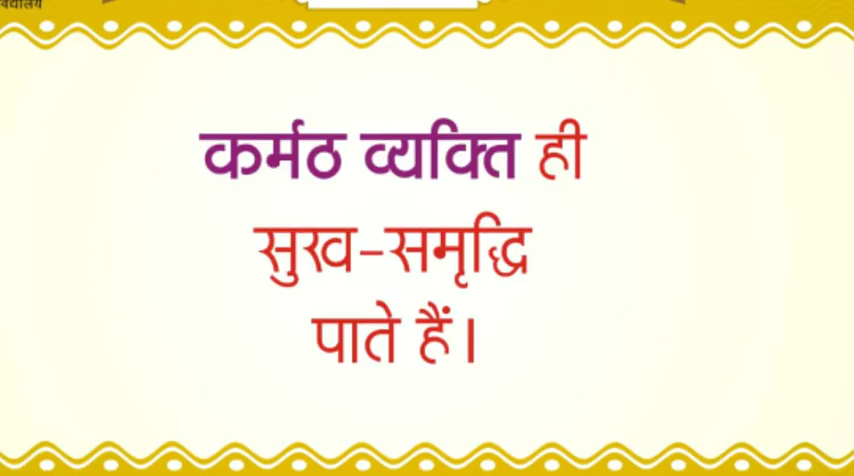 कर्मठ व्यक्ति ही
सुख-समृद्धि
पाते हैं।